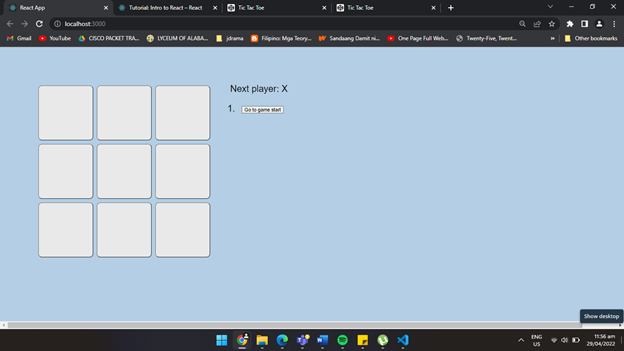 React App
Tutorial: Intro to React – React
Tic Tac Toe
Tic Tac Toe
localhost:3000
Gmail
YouTube
CISCO PACKET TRA...
LYCEUM OF ALABA...
jdrama
Filipino: Mga Teory...
Sandaang Damit ni...
One Page Full Web...
Twenty-Five, Twent...
Other bookmarks
Next player: X
1. Go to game start
Show desktop
ENG
US
11:56 am
29/04/2022